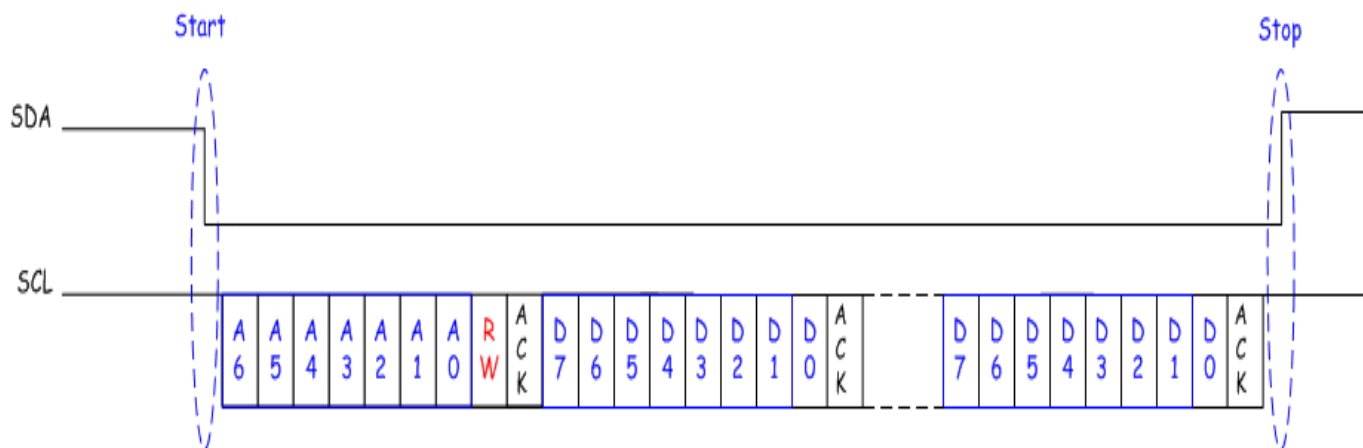 Start Stop
SDA
SCL
A6 A5 A4 A3 A2 A1 A0 RW ACK D7 D6 D5 D4 D3 D2 D1 D0 ACK D7 D6 D5 D4 D3 D2 D1 D0 ACK